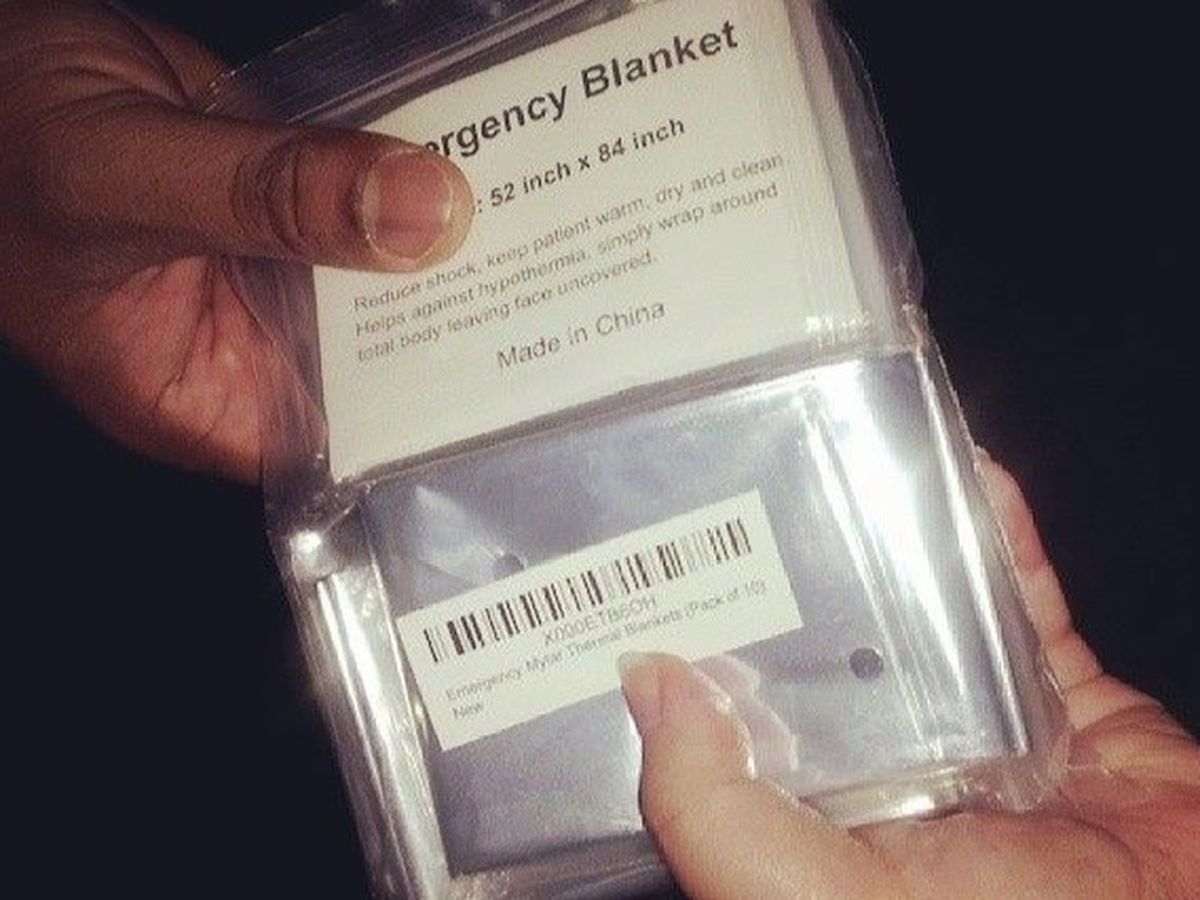 ergency Blanket
: 52 inch x 84 inch
Reduce shock, keep patient warm, dry and clean
Helps against hypothermia, simply wrap around
total body leaving face uncovered.
Made in China
X000ETB5OH
Emergency Mylar Thermal Blankets (Pack of 10)
New